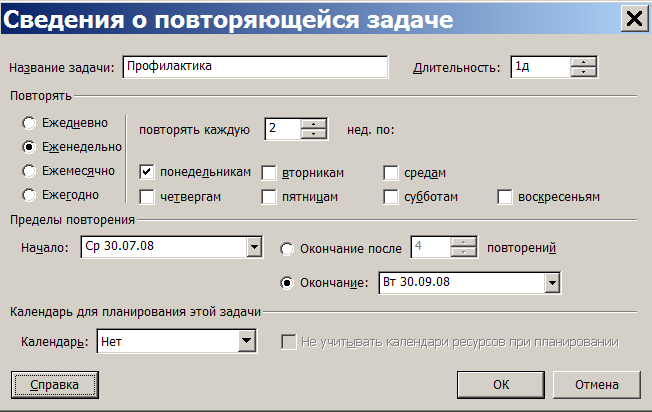 Сведения о повторяющейся задаче
Название задачи: Профилактика Длительность: 1д
Повторять
Ежедневно
повторять каждую 2 нед. по:
Еженедельно
Ежемесячно понедельникам вторникам средам
Ежегодно четвергам пятницам субботам воскресеньям
Пределы повторения
Начало: Ср 30.07.08 Окончание после 4 повторений
Окончание: Вт 30.09.08
Календарь для планирования этой задачи
Календарь: Нет Не учитывать календари ресурсов при планировании
Справка ОК Отмена